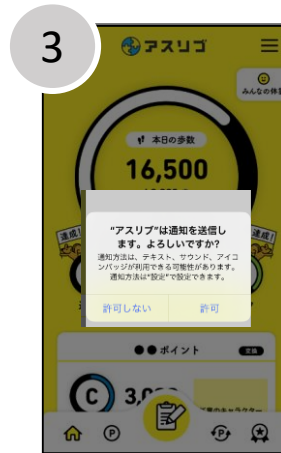 3
アスリブ
みんなの体
本日の歩数
16,500
達成!
達成!
"アスリブ"は通知を送信し
ます。よろしいですか?
通知方法は、テキスト、サウンド、アイコ
ンバッジが利用できる可能性があります。
通知方法は"設定"で設定できます。
許可しない
許可
●●ポイント
C
3,0
P
P